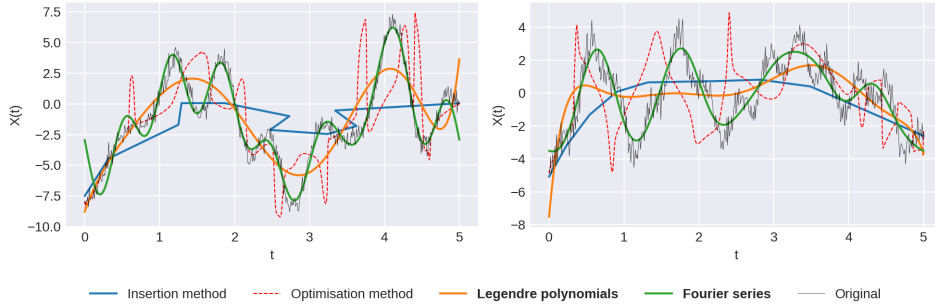 7.5
5.0
2.5
0.0
−2.5
−5.0
−7.5
−10.0
X(t)
0 1 2 3 4 5
t
4
2
0
−2
−4
−6
−8
X(t)
0 1 2 3 4 5
t
Insertion method Optimisation method Legendre polynomials Fourier series Original